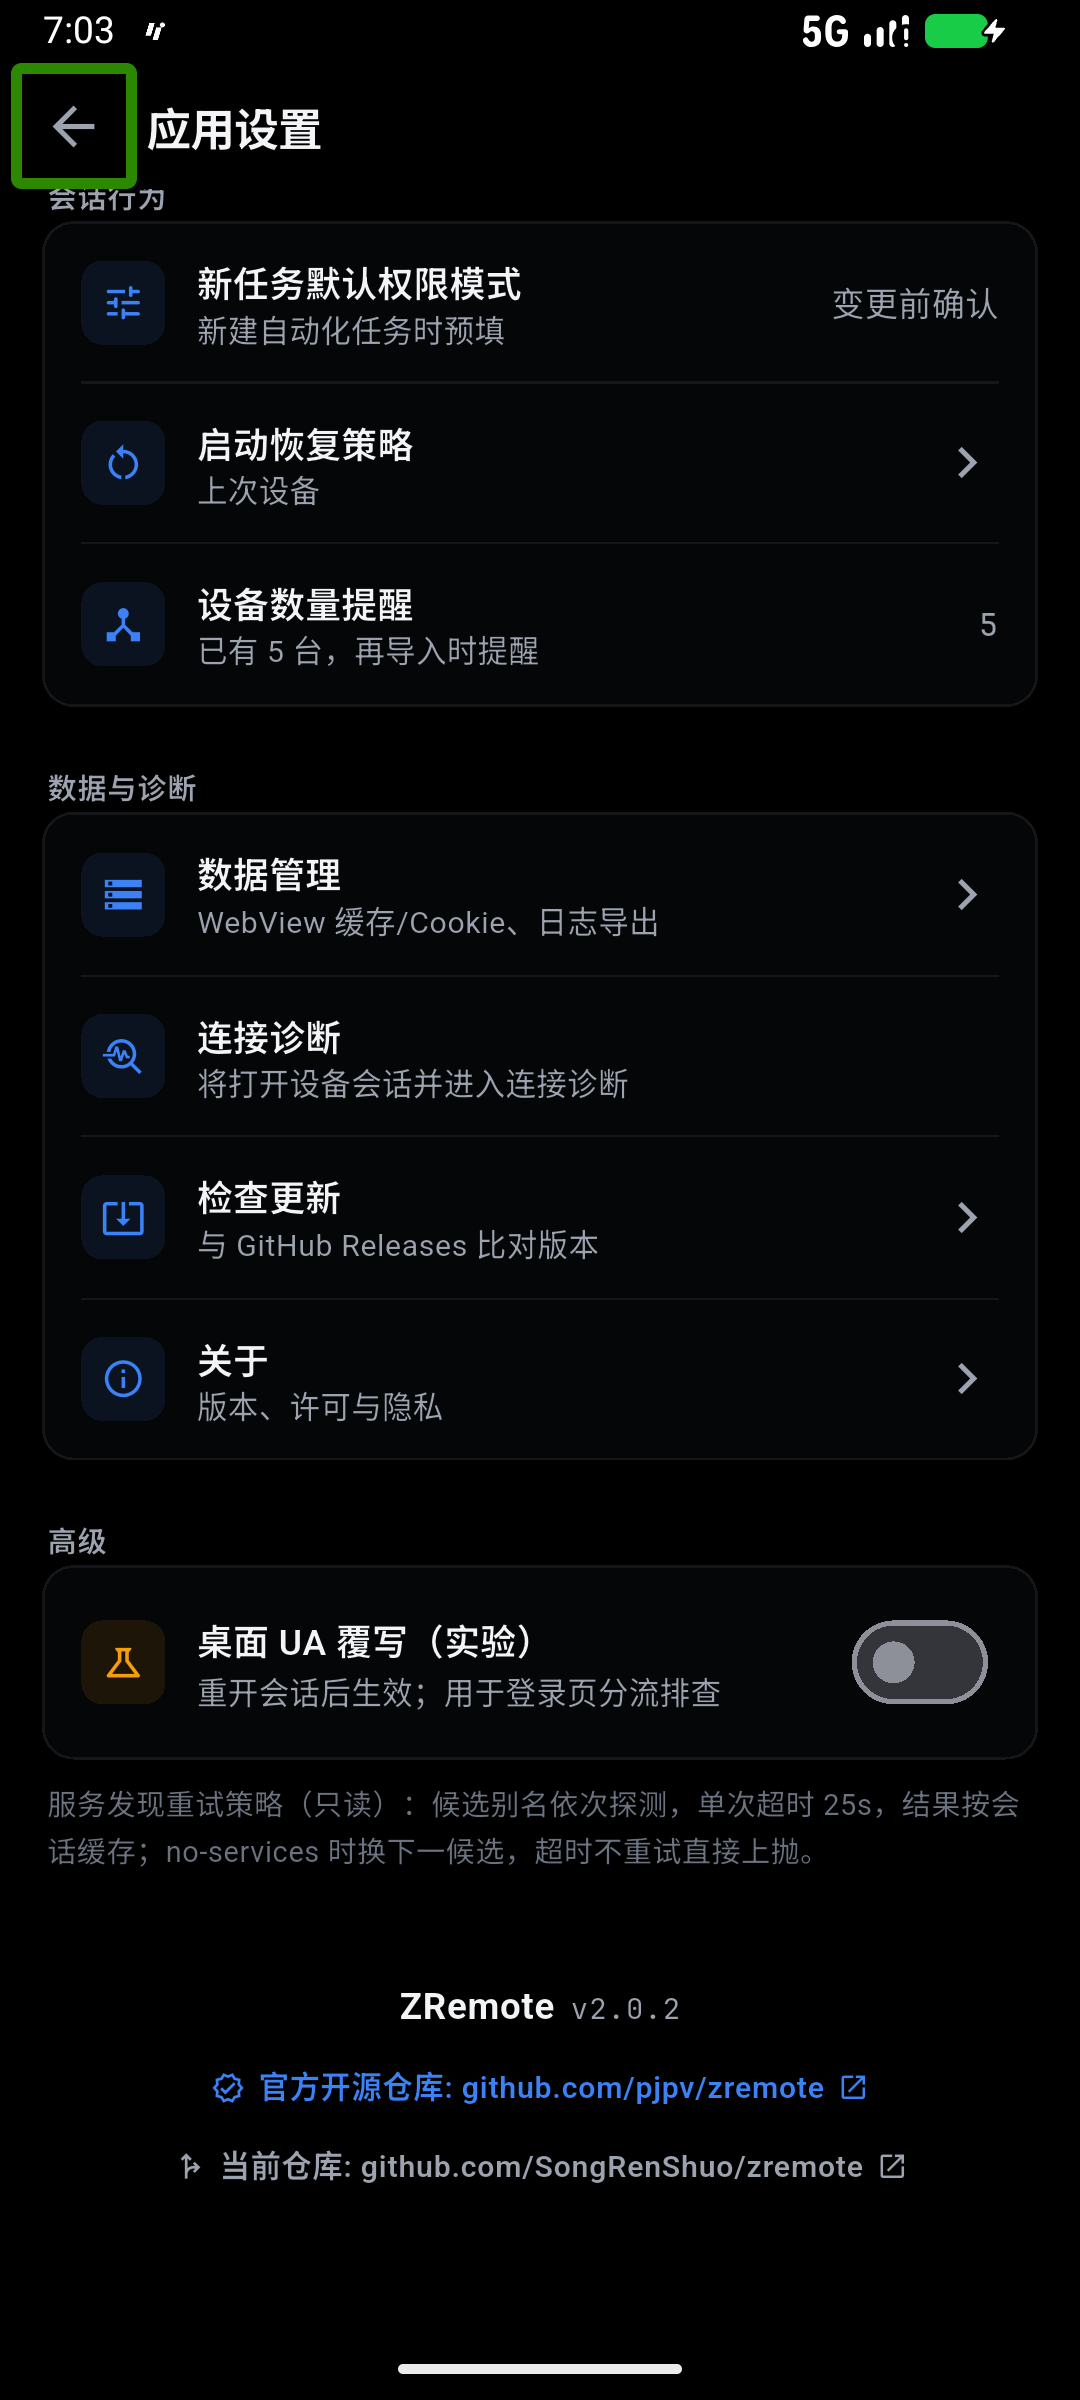 7:03
5G
应用设置
会话行为
新任务默认权限模式
新建自动化任务时预填
变更前确认
启动恢复策略
上次设备
设备数量提醒
已有 5 台，再导入时提醒
5
数据与诊断
数据管理
WebView 缓存/Cookie、日志导出
连接诊断
将打开设备会话并进入连接诊断
检查更新
与 GitHub Releases 比对版本
关于
版本、许可与隐私
高级
桌面 UA 覆写（实验）
重开会话后生效；用于登录页分流排查
服务发现重试策略（只读）：候选别名依次探测，单次超时 25s，结果按会
话缓存；no-services 时换下一候选，超时不重试直接上抛。
ZRemote v2.0.2
官方开源仓库: github.com/pjpv/zremote
当前仓库: github.com/SongRenShuo/zremote